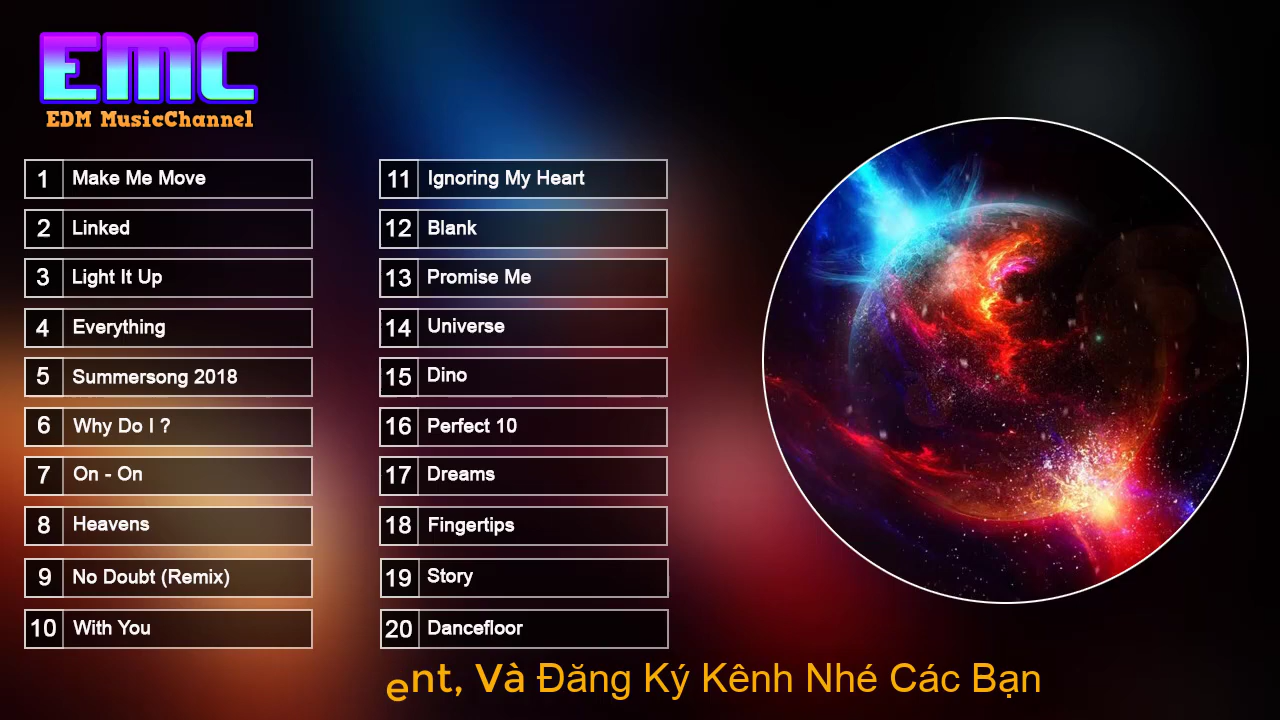 EMC
EDM MusicChannel
1 Make Me Move
2 Linked
3 Light It Up
4 Everything
5 Summersong 2018
6 Why Do I ?
7 On - On
8 Heavens
9 No Doubt (Remix)
10 With You
11 Ignoring My Heart
12 Blank
13 Promise Me
14 Universe
15 Dino
16 Perfect 10
17 Dreams
18 Fingertips
19 Story
20 Dancefloor
ent, Và Đăng Ký Kênh Nhé Các Bạn